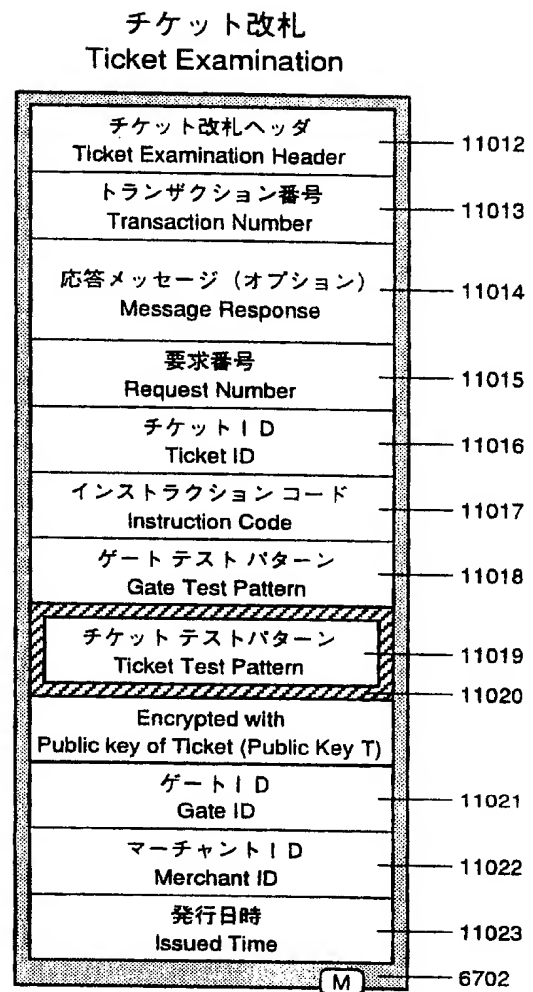 チケット改札
Ticket Examination
チケット改札ヘッダ
Ticket Examination Header
11012
トランザクション番号
Transaction Number
11013
応答メッセージ（オプション）
Message Response
11014
要求番号
Request Number
11015
チケットＩＤ
Ticket ID
11016
インストラクション コード
Instruction Code
11017
ゲート テスト パターン
Gate Test Pattern
11018
チケット テストパターン
Ticket Test Pattern
11019
11020
Encrypted with
Public key of Ticket (Public Key T)
ゲートＩＤ
Gate ID
11021
マーチャントＩＤ
Merchant ID
11022
発行日時
Issued Time
11023
M
6702